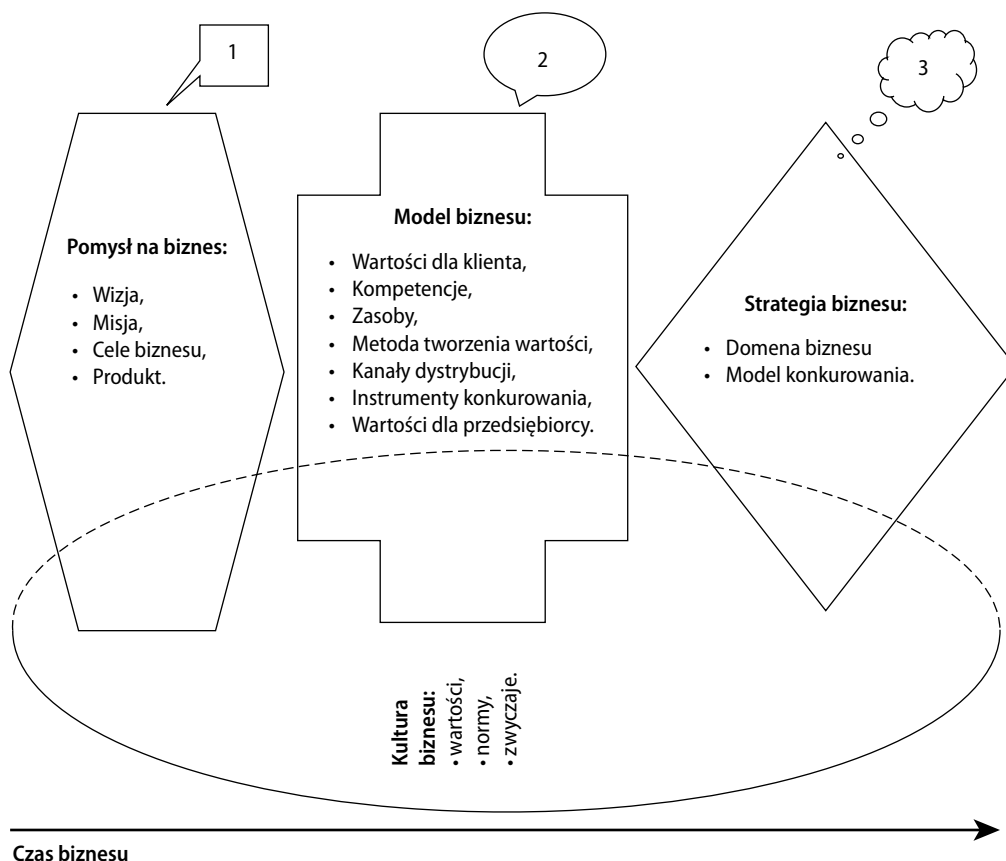 1
2
3
Pomysł na biznes:
• Wizja,
• Misja,
• Cele biznesu,
• Produkt.
Model biznesu:
• Wartości dla klienta,
• Kompetencje,
• Zasoby,
• Metoda tworzenia wartości,
• Kanały dystrybucji,
• Instrumenty konkurowania,
• Wartości dla przedsiębiorcy.
Strategia biznesu:
• Domena biznesu
• Model konkurowania.
Kultura
biznesu:
• wartości,
• normy,
• zwyczaje.
Czas biznesu